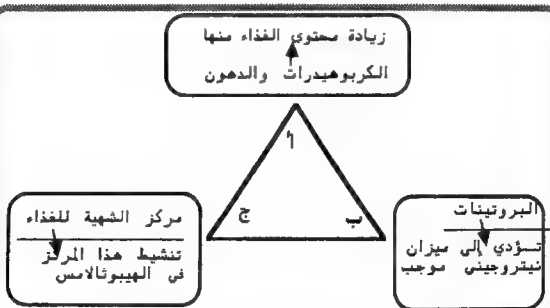 زيادة محتوى الغذاء منها
الكربوهيدرات والدهون
أ
ج
ب
مركز الشهية للغذاء
تنشيط هذا المركز
في الهيبوثالامس
البروتينات
تؤدي إلى ميزان
نيتروجيني موجب